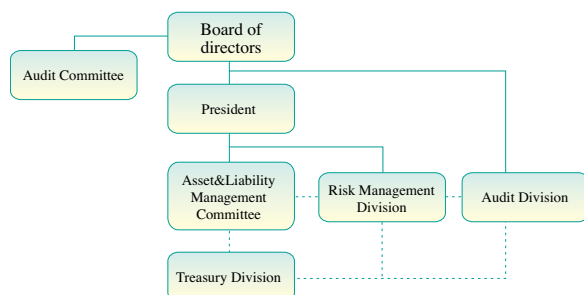 Board of
directors
Audit Committee
President
Asset&Liability
Management
Committee
Risk Management
Division
Audit Division
Treasury Division